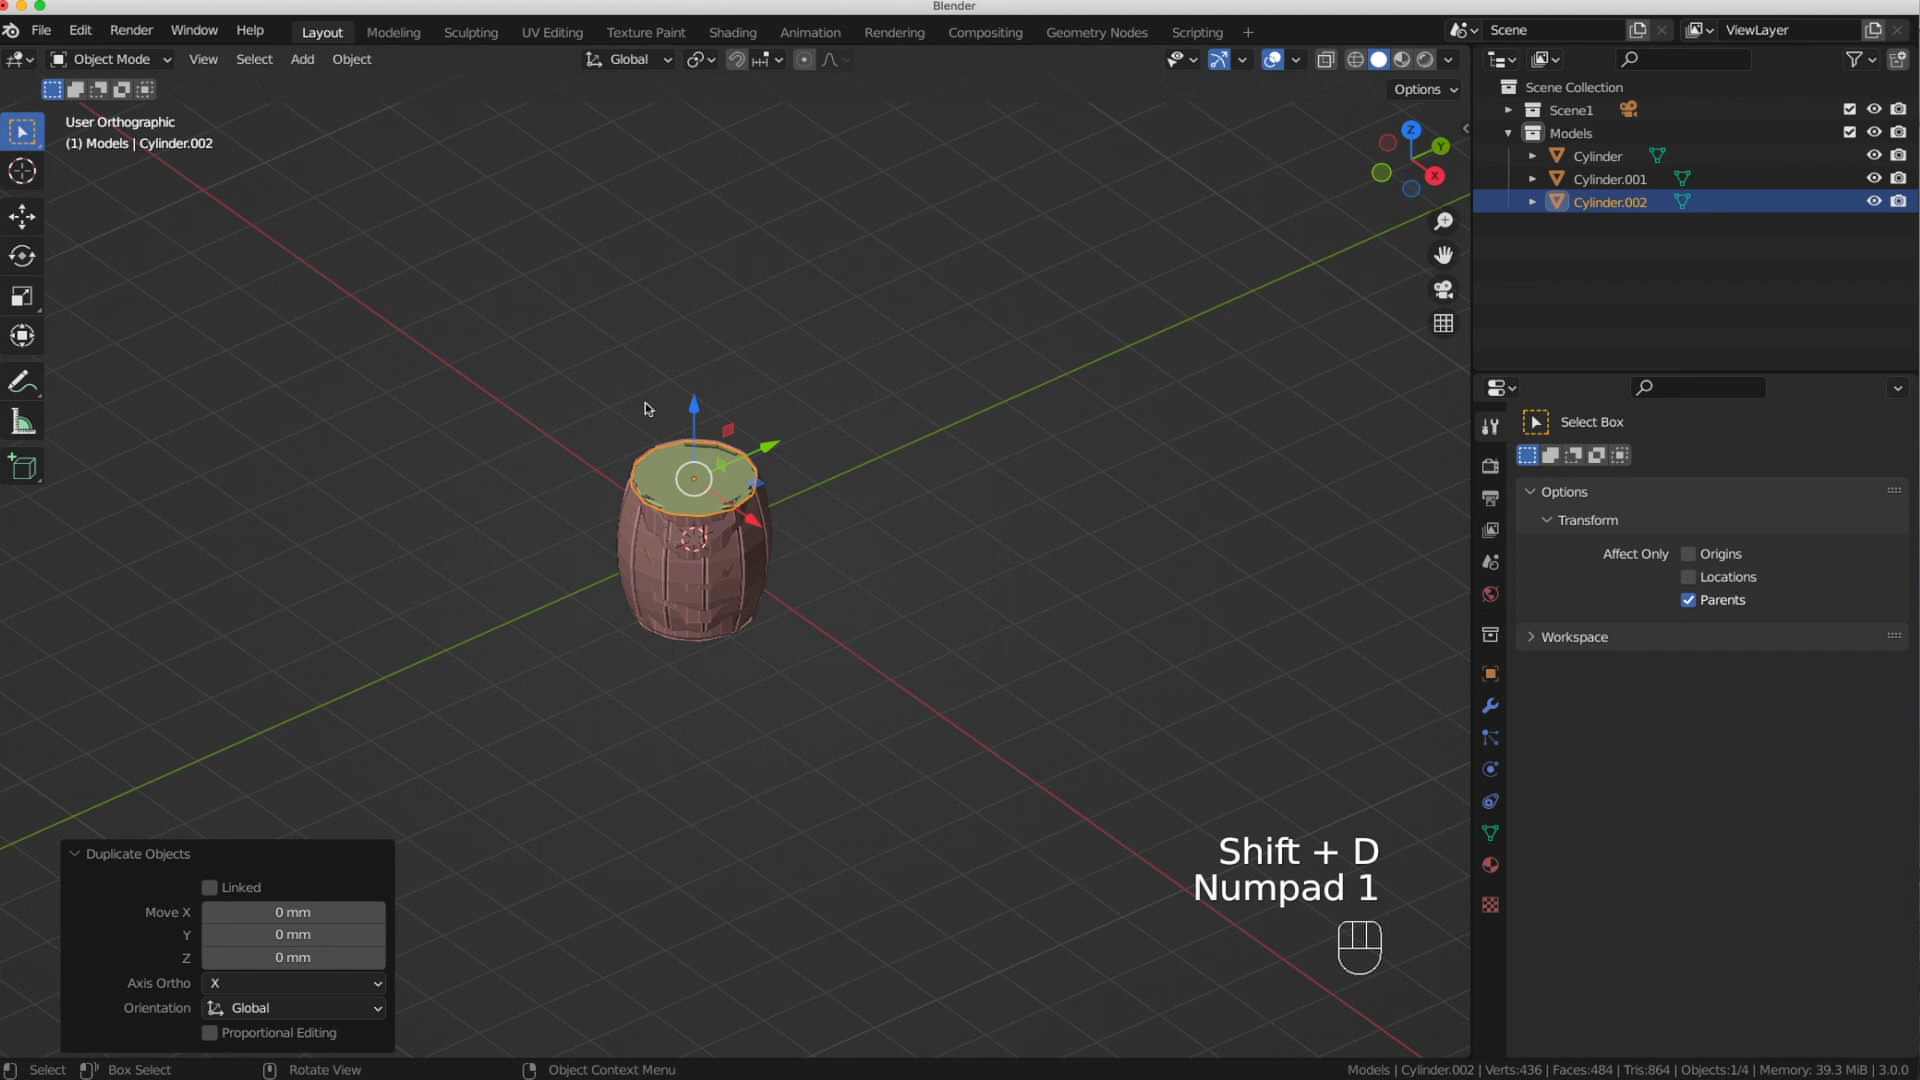 Blender
File Edit Render Window Help Layout Modeling Sculpting UV Editing Texture Paint Shading Animation Rendering Compositing Geometry Nodes Scripting + Scene ViewLayer
Object Mode View Select Add Object Global
Options
User Orthographic
(1) Models | Cylinder.002
Z
Y
X
Scene Collection
Scene1
Models
Cylinder
Cylinder.001
Cylinder.002
Select Box
Options
Transform
Affect Only Origins
Locations
Parents
Workspace
Shift + D
Numpad 1
Duplicate Objects
Linked
Move X 0 mm
Y 0 mm
Z 0 mm
Axis Ortho X
Orientation Global
Proportional Editing
Select Box Select Rotate View Object Context Menu Models | Cylinder.002 | Verts:436 | Faces:484 | Tris:864 | Objects:1/4 | Memory: 39.3 MiB | 3.0.0